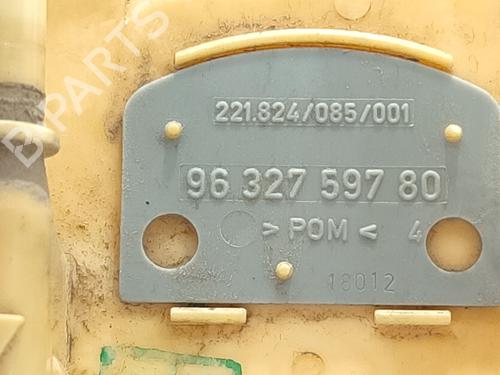 221.824/085/001
96 327 597 80
> POM < 4
18012
B PARTS